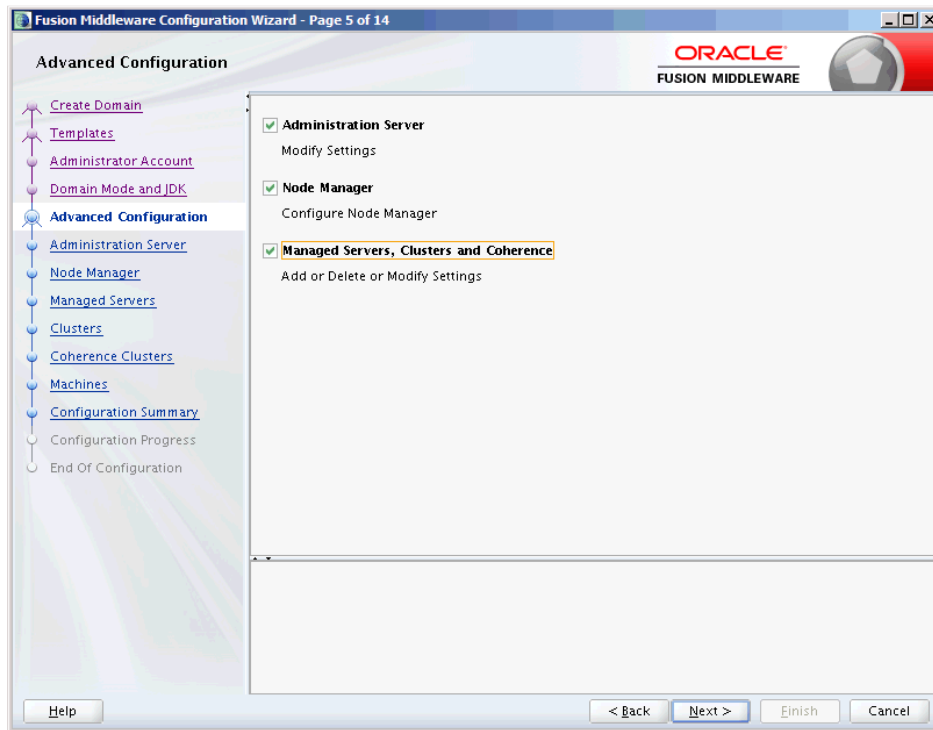 Fusion Middleware Configuration Wizard - Page 5 of 14
Advanced Configuration
ORACLE
FUSION MIDDLEWARE
Create Domain
Templates
Administrator Account
Domain Mode and JDK
Advanced Configuration
Administration Server
Node Manager
Managed Servers
Clusters
Coherence Clusters
Machines
Configuration Summary
Configuration Progress
End Of Configuration
Administration Server
Modify Settings
Node Manager
Configure Node Manager
Managed Servers, Clusters and Coherence
Add or Delete or Modify Settings
Help
< Back
Next >
Finish
Cancel